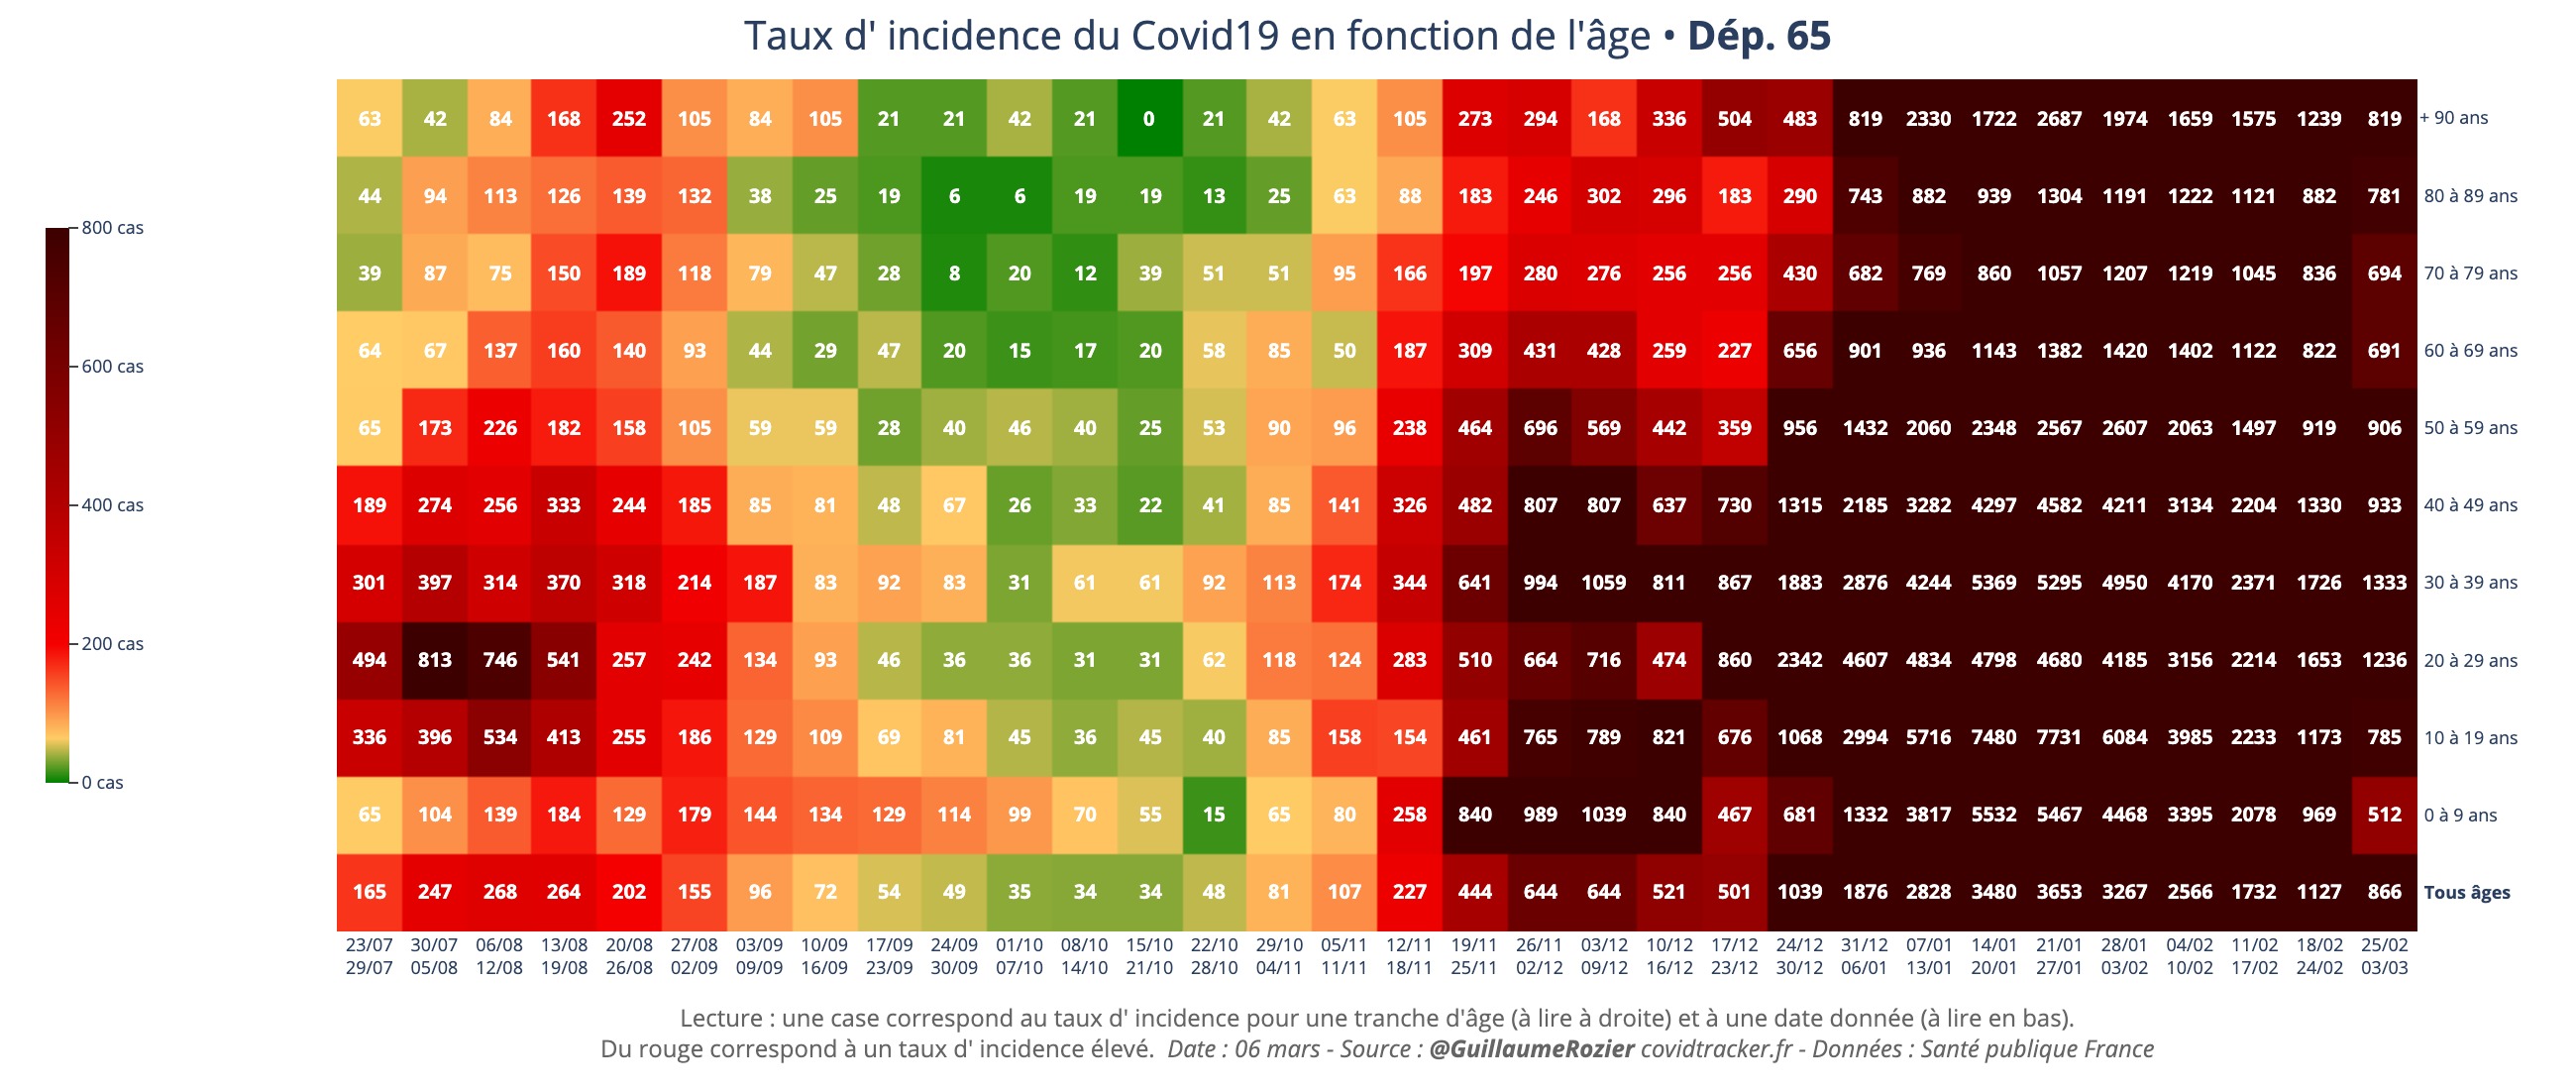 Taux d' incidence du Covid19 en fonction de l'âge • Dép. 65
800 cas
600 cas
400 cas
200 cas
0 cas
63 42 84 168 252 105 84 105 21 21 42 21 0 21 42 63 105 273 294 168 336 504 483 819 2330 1722 2687 1974 1659 1575 1239 819 + 90 ans
44 94 113 126 139 132 38 25 19 6 6 19 19 13 25 63 88 183 246 302 296 183 290 743 882 939 1304 1191 1222 1121 882 781 80 à 89 ans
39 87 75 150 189 118 79 47 28 8 20 12 39 51 51 95 166 197 280 276 256 256 430 682 769 860 1057 1207 1219 1045 836 694 70 à 79 ans
64 67 137 160 140 93 44 29 47 20 15 17 20 58 85 50 187 309 431 428 259 227 656 901 936 1143 1382 1420 1402 1122 822 691 60 à 69 ans
65 173 226 182 158 105 59 59 28 40 46 40 25 53 90 96 238 464 696 569 442 359 956 1432 2060 2348 2567 2607 2063 1497 919 906 50 à 59 ans
189 274 256 333 244 185 85 81 48 67 26 33 22 41 85 141 326 482 807 807 637 730 1315 2185 3282 4297 4582 4211 3134 2204 1330 933 40 à 49 ans
301 397 314 370 318 214 187 83 92 83 31 61 61 92 113 174 344 641 994 1059 811 867 1883 2876 4244 5369 5295 4950 4170 2371 1726 1333 30 à 39 ans
494 813 746 541 257 242 134 93 46 36 36 31 31 62 118 124 283 510 664 716 474 860 2342 4607 4834 4798 4680 4185 3156 2214 1653 1236 20 à 29 ans
336 396 534 413 255 186 129 109 69 81 45 36 45 40 85 158 154 461 765 789 821 676 1068 2994 5716 7480 7731 6084 3985 2233 1173 785 10 à 19 ans
65 104 139 184 129 179 144 134 129 114 99 70 55 15 65 80 258 840 989 1039 840 467 681 1332 3817 5532 5467 4468 3395 2078 969 512 0 à 9 ans
165 247 268 264 202 155 96 72 54 49 35 34 34 48 81 107 227 444 644 644 521 501 1039 1876 2828 3480 3653 3267 2566 1732 1127 866 Tous âges
23/07 30/07 06/08 13/08 20/08 27/08 03/09 10/09 17/09 24/09 01/10 08/10 15/10 22/10 29/10 05/11 12/11 19/11 26/11 03/12 10/12 17/12 24/12 31/12 07/01 14/01 21/01 28/01 04/02 11/02 18/02 25/02
29/07 05/08 12/08 19/08 26/08 02/09 09/09 16/09 23/09 30/09 07/10 14/10 21/10 28/10 04/11 11/11 18/11 25/11 02/12 09/12 16/12 23/12 30/12 06/01 13/01 20/01 27/01 03/02 10/02 17/02 24/02 03/03
Lecture : une case correspond au taux d' incidence pour une tranche d'âge (à lire à droite) et à une date donnée (à lire en bas).
Du rouge correspond à un taux d' incidence élevé. Date : 06 mars - Source : @GuillaumeRozier covidtracker.fr - Données : Santé publique France